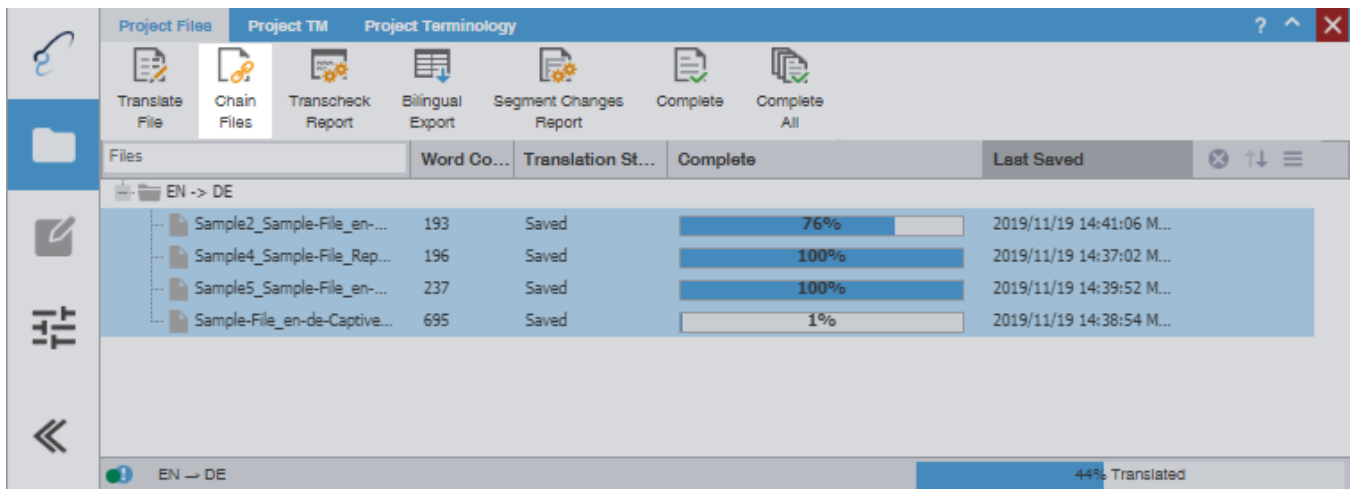 Project Files Project TM Project Terminology ?
Translate File
Chain Files
Transcheck Report
Bilingual Export
Segment Changes Report
Complete
Complete All
Files Word Co... Translation St... Complete Last Saved
EN -> DE
Sample2_Sample-File_en-... 193 Saved 76% 2019/11/19 14:41:06 M...
Sample4_Sample-File_Rep... 196 Saved 100% 2019/11/19 14:37:02 M...
Sample5_Sample-File_en-... 237 Saved 100% 2019/11/19 14:39:52 M...
Sample-File_en-de-Captive... 695 Saved 1% 2019/11/19 14:38:54 M...
EN → DE 44% Translated